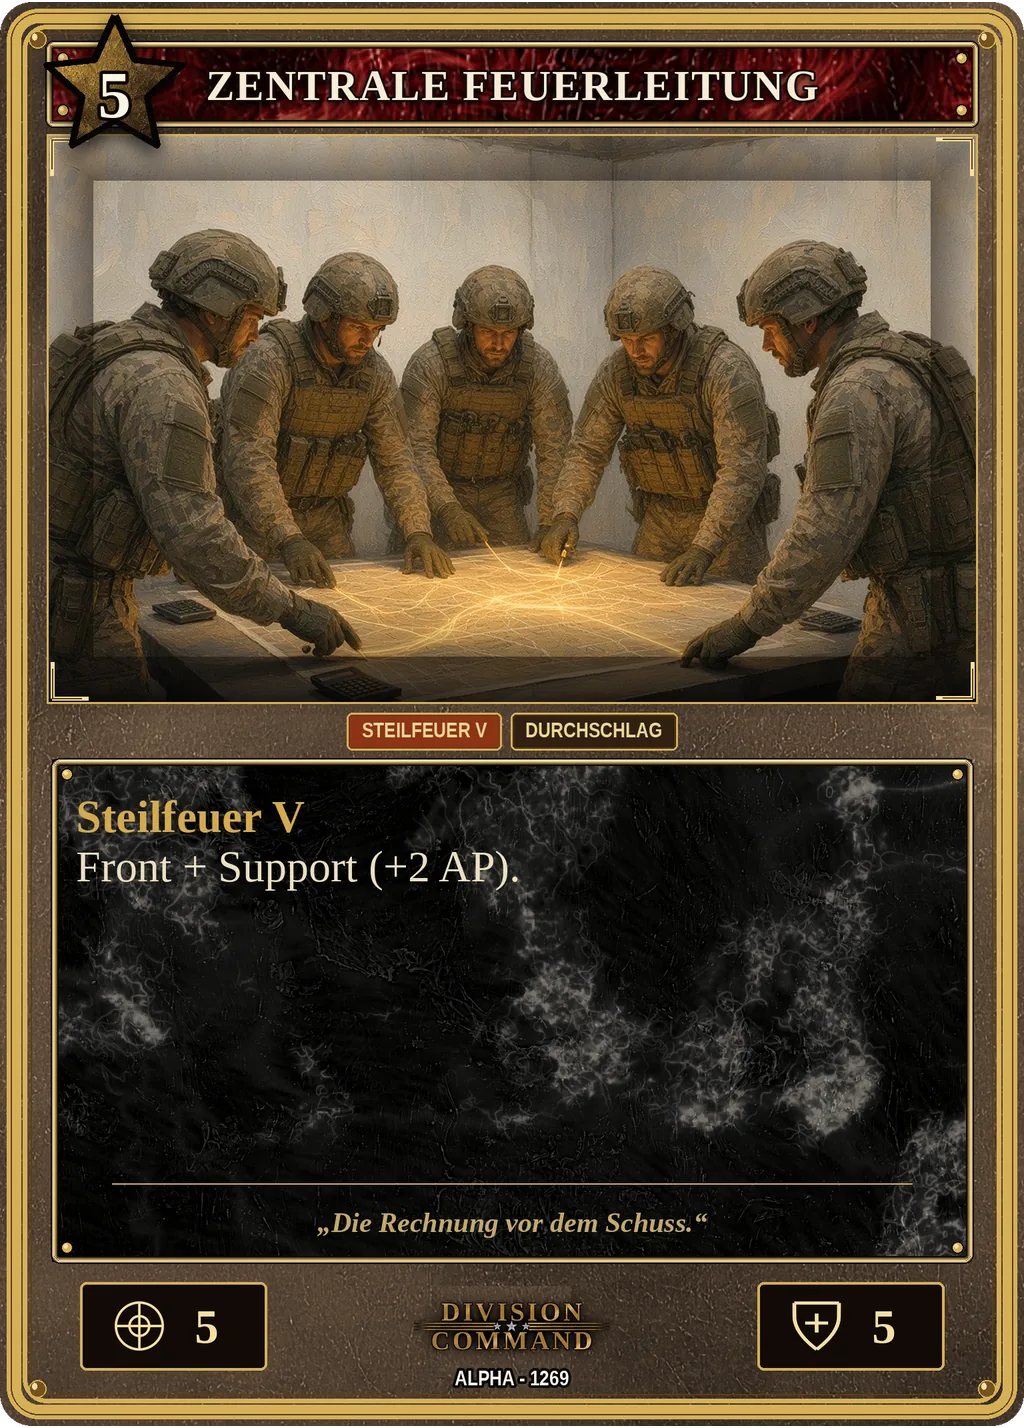 5
ZENTRALE FEUERLEITUNG
STEILFEUER V
DURCHSCHLAG
Steilfeuer V
Front + Support (+2 AP).
„Die Rechnung vor dem Schuss.“
5
DIVISION
COMMAND
ALPHA - 1269
5